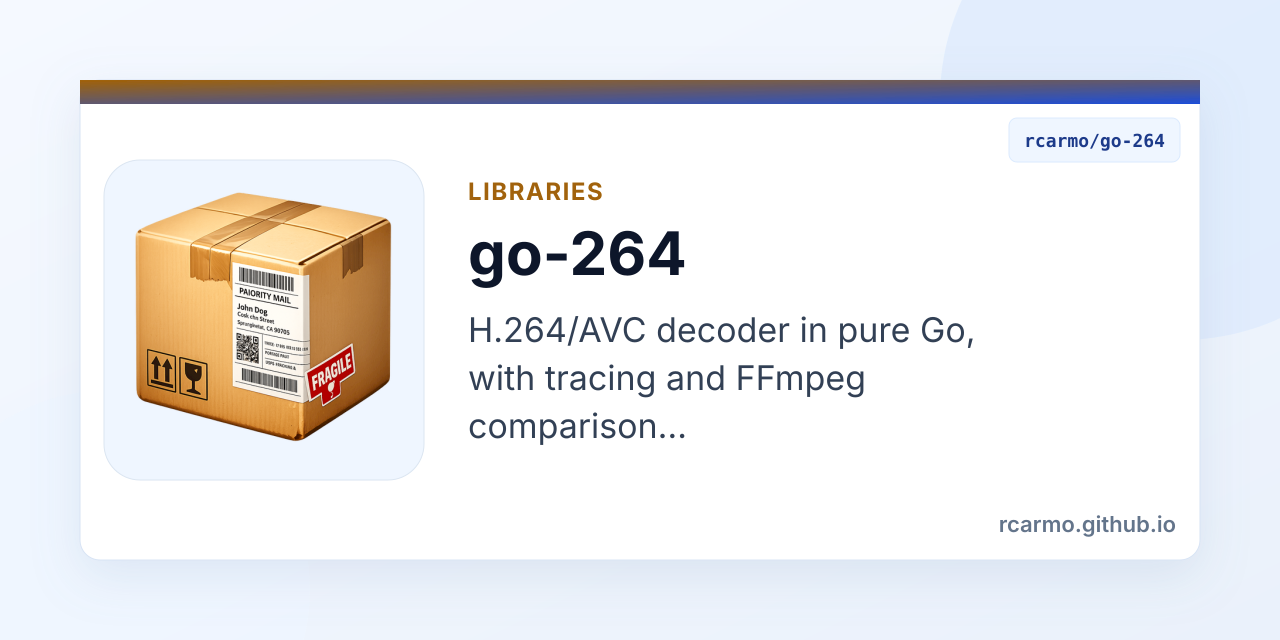 rcarmo/go-264
LIBRARIES
go-264
H.264/AVC decoder in pure Go,
with tracing and FFmpeg
comparison...
PAIORITY MAIL
John Dog
FRAGILE
rcarmo.github.io